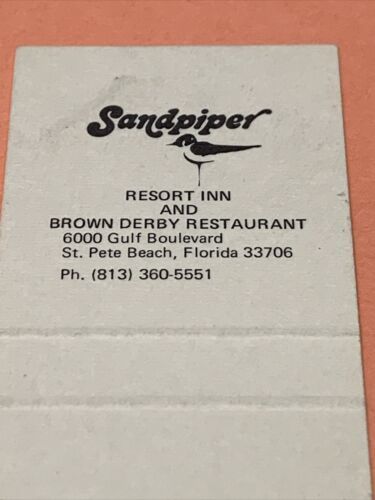 Sandpiper
RESORT INN
AND
BROWN DERBY RESTAURANT
6000 Gulf Boulevard
St. Pete Beach, Florida 33706
Ph. (813) 360-5551